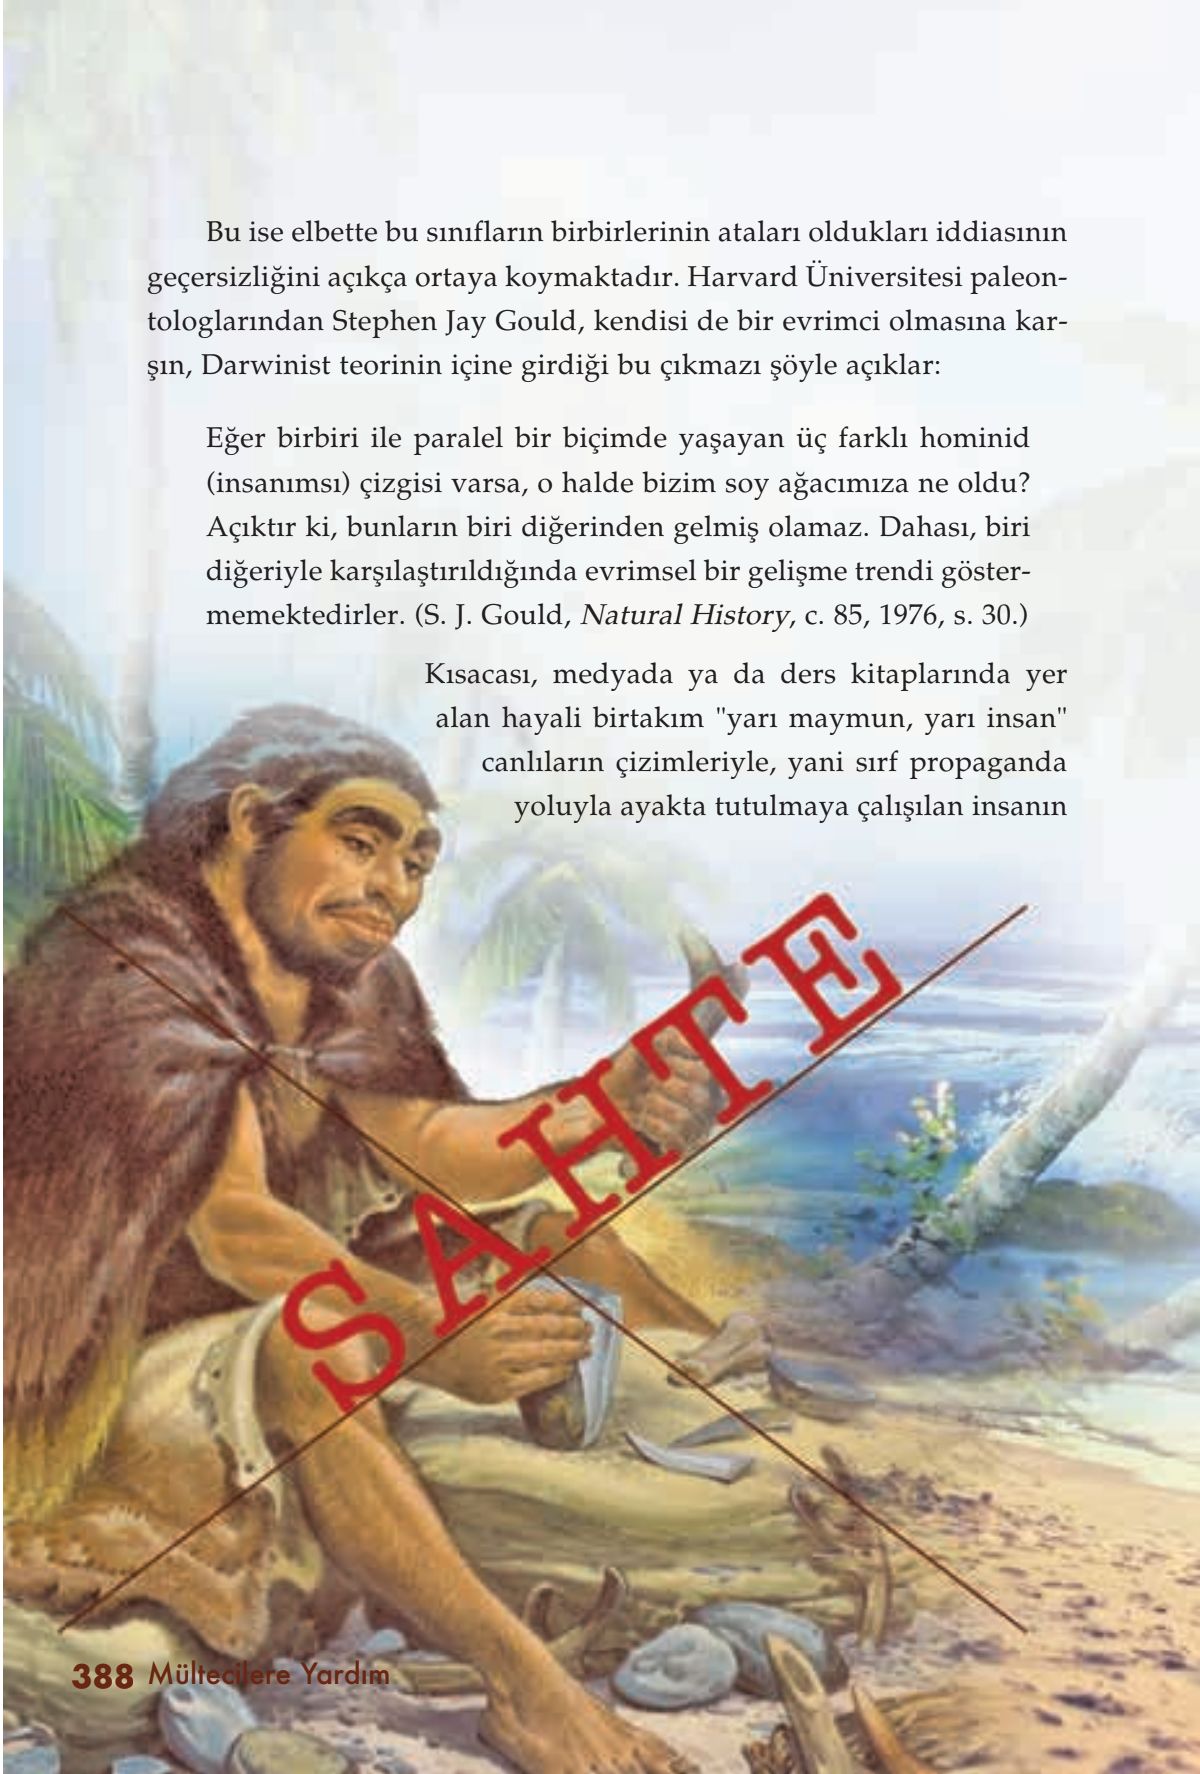 Bu ise elbette bu sınıfların birbirlerinin ataları oldukları iddiasının
geçersizliğini açıkça ortaya koymaktadır. Harvard Üniversitesi paleon-
tologlarından Stephen Jay Gould, kendisi de bir evrimci olmasına kar-
şın, Darwinist teorinin içine girdiği bu çıkmazı şöyle açıklar:
Eğer birbiri ile paralel bir biçimde yaşayan üç farklı hominid
(insanımsı) çizgisi varsa, o halde bizim soy ağacımıza ne oldu?
Açıktır ki, bunların biri diğerinden gelmiş olamaz. Dahası, biri
diğeriyle karşılaştırıldığında evrimsel bir gelişme trendi göster-
memektedirler. (S. J. Gould, Natural History, c. 85, 1976, s. 30.)
Kısacası, medyada ya da ders kitaplarında yer
alan hayali birtakım "yarı maymun, yarı insan"
canlıların çizimleriyle, yani sırf propaganda
yoluyla ayakta tutulmaya çalışılan insanın
SAHTE
388 Mültecilere Yardım